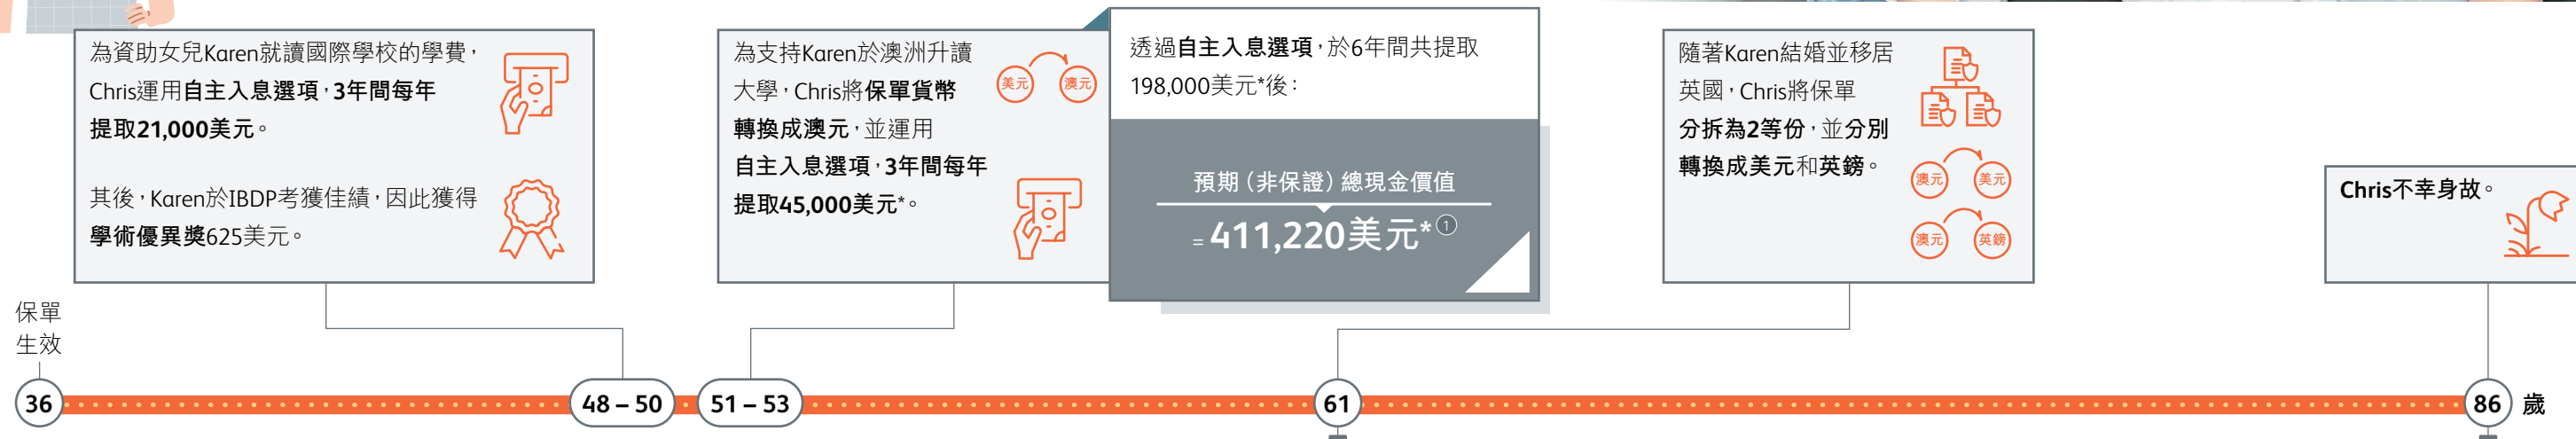 為資助女兒Karen就讀國際學校的學費，
Chris運用自主入息選項，3年間每年
提取21,000美元。
其後，Karen於IBDP考獲佳績，因此獲得
學術優異獎625美元。
為支持Karen於澳洲升讀
大學，Chris將保單貨幣
轉換成澳元，並運用
自主入息選項，3年間每年
提取45,000美元*。
美元
澳元
透過自主入息選項，於6年間共提取
198,000美元*後：
預期（非保證）總現金價值
= 411,220美元*①
隨著Karen結婚並移居
英國，Chris將保單
分拆為2等份，並分別
轉換成美元和英鎊。
澳元
美元
澳元
英鎊
Chris不幸身故。
保單
生效
36
48 – 50
51 – 53
61
86 歲